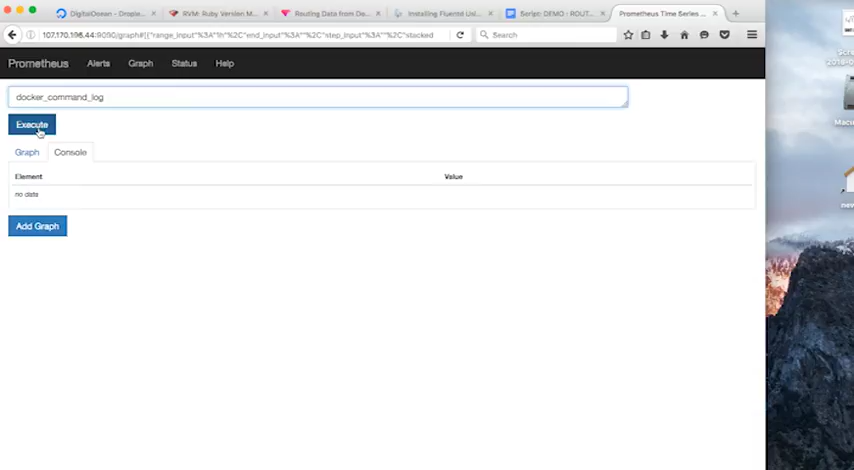 DigitalOcean - Drople...
RVM: Ruby Version M...
Routing Data from Do...
Installing Fluentd Usi...
Script: DEMO - ROUT...
Prometheus Time Series ...
107.170.196.44:9090/graph#[{"range_input"%3A"1h"%2C"end_input"%3A""%2C"step_input"%3A""%2C"stacked
Search
Prometheus Alerts Graph Status Help
docker_command_log
Execute
Graph Console
Element Value
no data
Add Graph